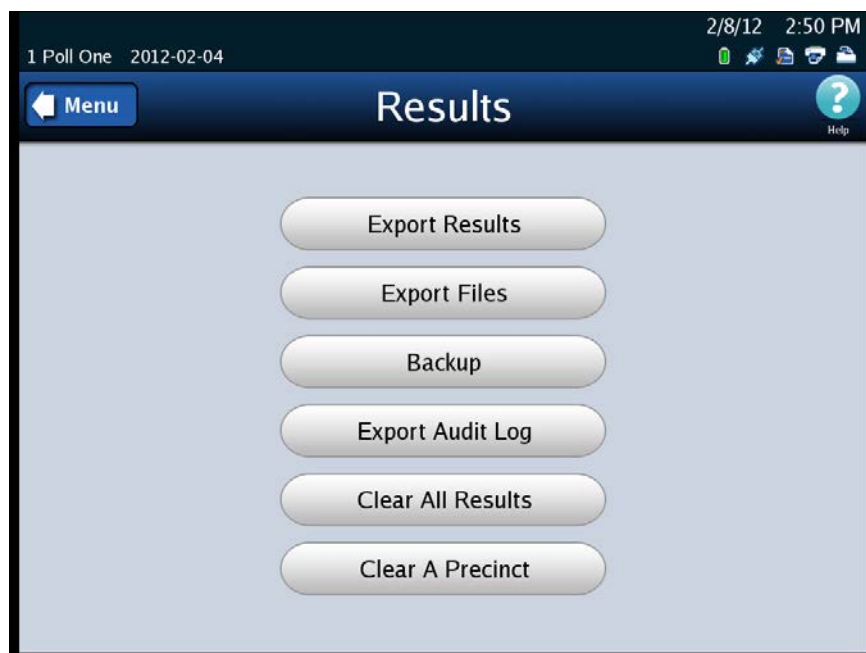 2/8/12 2:50 PM
1 Poll One 2012-02-04
Menu
Results
?
Help
Export Results
Export Files
Backup
Export Audit Log
Clear All Results
Clear A Precinct